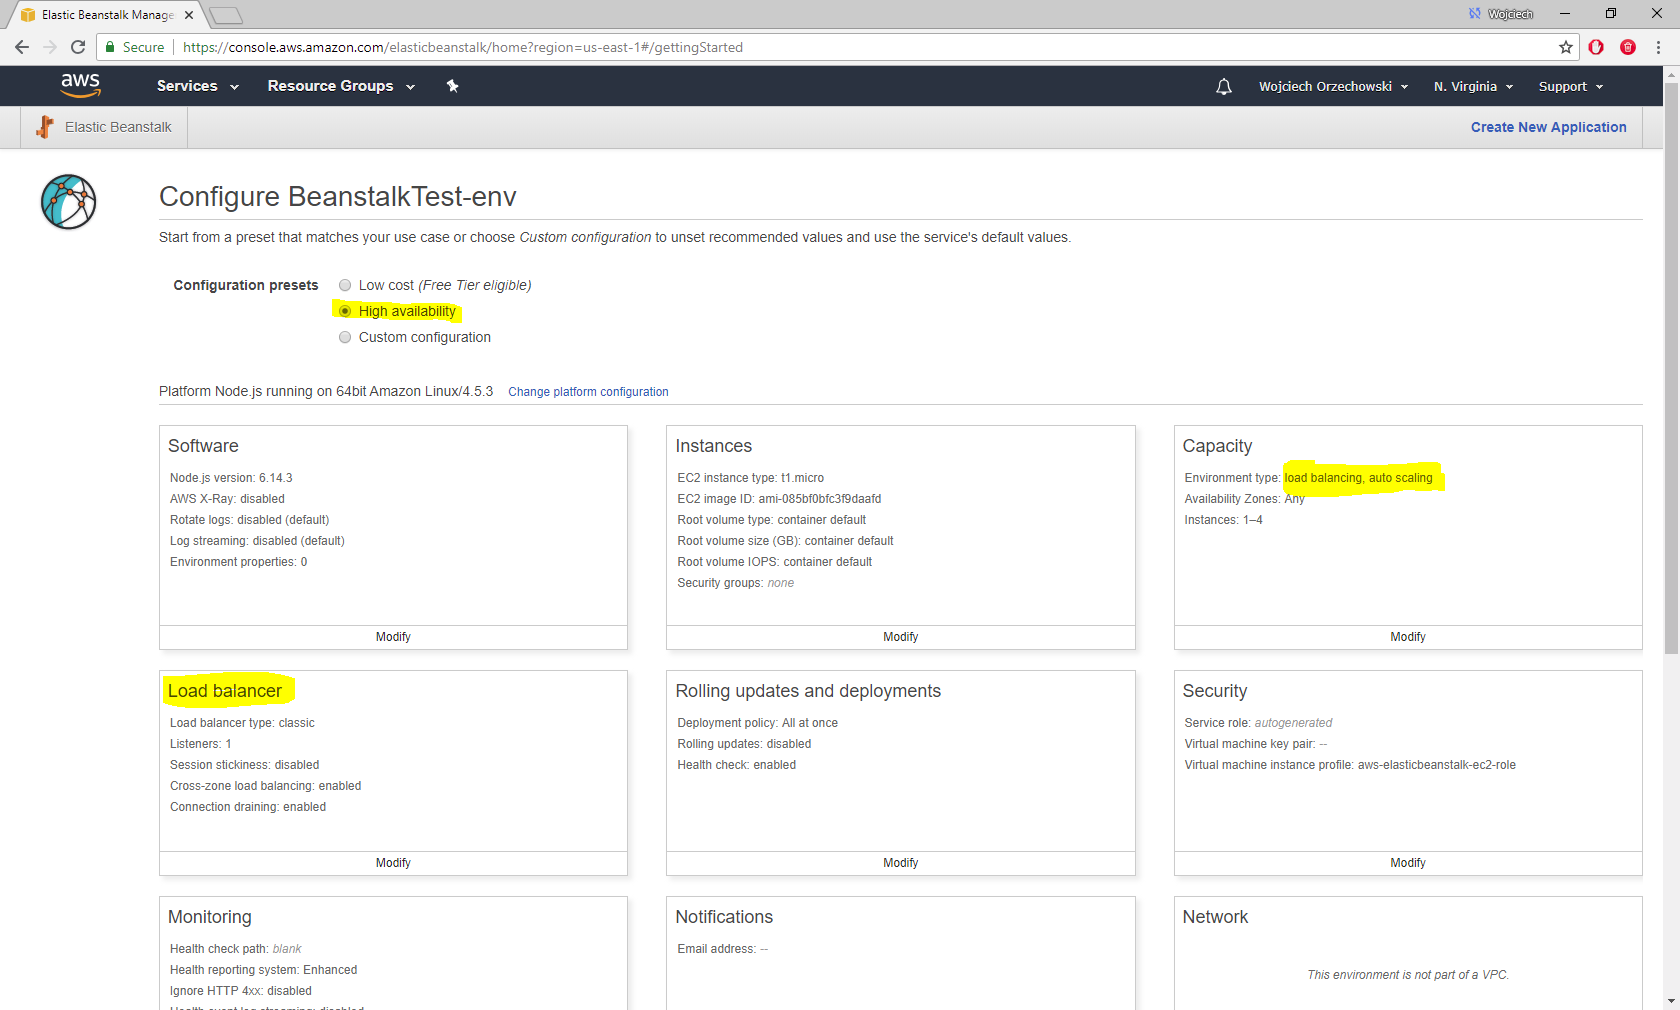 Elastic Beanstalk Manage
Wojciech
Secure https://console.aws.amazon.com/elasticbeanstalk/home?region=us-east-1#/gettingStarted
aws Services Resource Groups Wojciech Orzechowski N. Virginia Support
Elastic Beanstalk Create New Application
Configure BeanstalkTest-env
Start from a preset that matches your use case or choose Custom configuration to unset recommended values and use the service's default values.
Configuration presets Low cost (Free Tier eligible)
High availability
Custom configuration
Platform Node.js running on 64bit Amazon Linux/4.5.3 Change platform configuration
Software
Node.js version: 6.14.3
AWS X-Ray: disabled
Rotate logs: disabled (default)
Log streaming: disabled (default)
Environment properties: 0
Modify
Instances
EC2 instance type: t1.micro
EC2 image ID: ami-085bf0bfc3f9daafd
Root volume type: container default
Root volume size (GB): container default
Root volume IOPS: container default
Security groups: none
Modify
Capacity
Environment type: load balancing, auto scaling
Availability Zones: Any
Instances: 1–4
Modify
Load balancer
Load balancer type: classic
Listeners: 1
Session stickiness: disabled
Cross-zone load balancing: enabled
Connection draining: enabled
Modify
Rolling updates and deployments
Deployment policy: All at once
Rolling updates: disabled
Health check: enabled
Modify
Security
Service role: autogenerated
Virtual machine key pair: --
Virtual machine instance profile: aws-elasticbeanstalk-ec2-role
Modify
Monitoring
Health check path: blank
Health reporting system: Enhanced
Ignore HTTP 4xx: disabled
Health event log streaming: disabled
Notifications
Email address: --
Network
This environment is not part of a VPC.